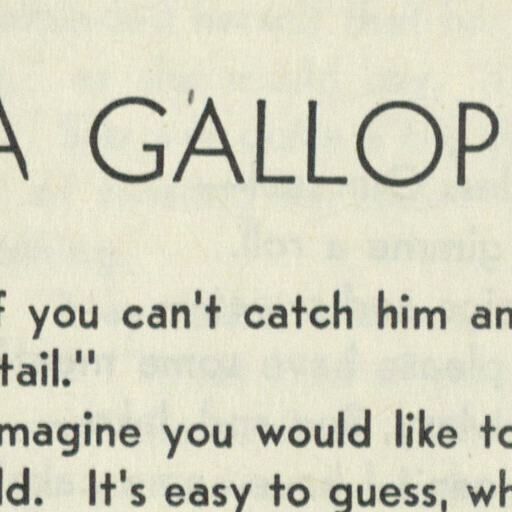 A GALLOP
f you can't catch him an
tail."
magine you would like to
ld. It's easy to guess, wh